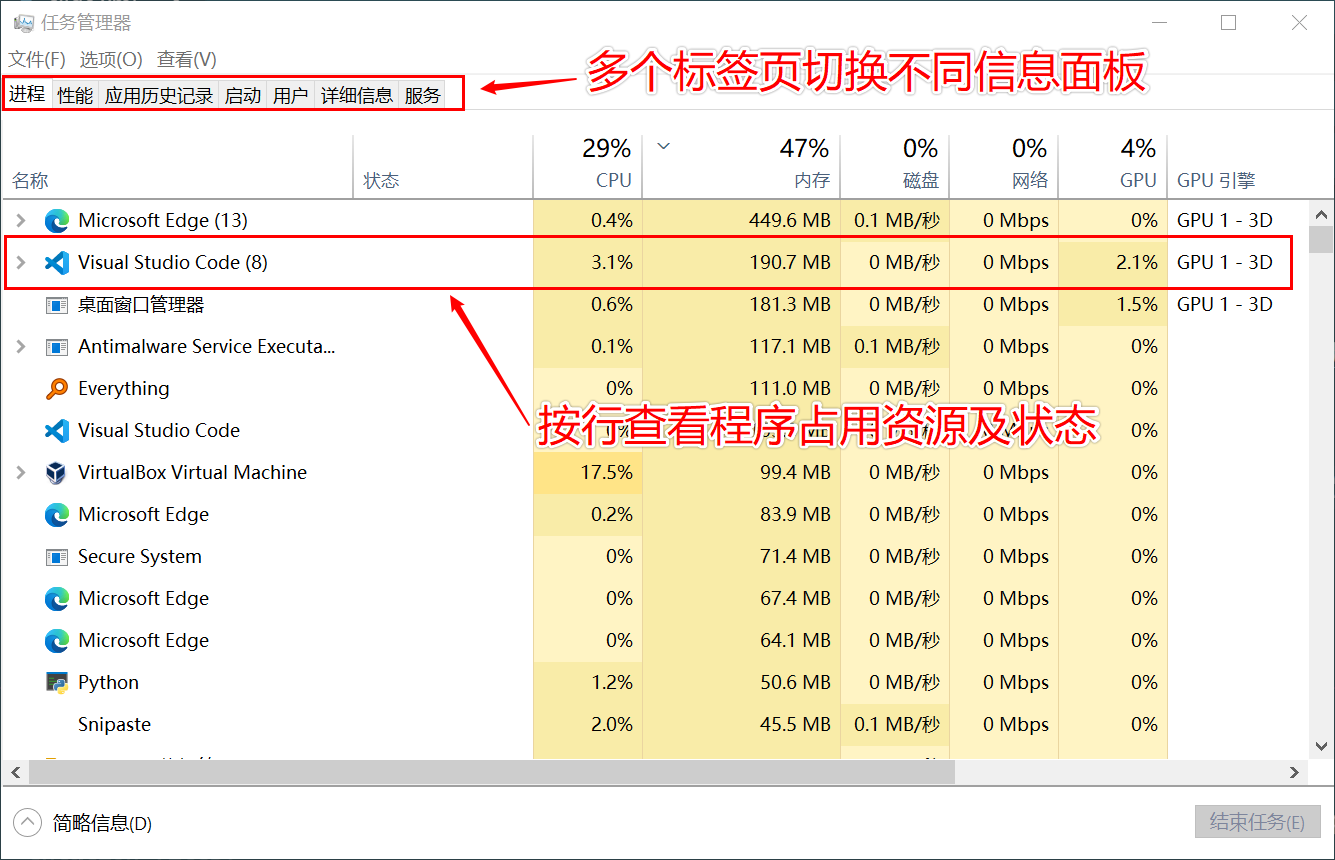 任务管理器
文件(F) 选项(O) 查看(V)
多个标签页切换不同信息面板
进程 性能 应用历史记录 启动 用户 详细信息 服务
29% 47% 0% 0% 4%
名称 状态 CPU 内存 磁盘 网络 GPU GPU 引擎
Microsoft Edge (13) 0.4% 449.6 MB 0.1 MB/秒 0 Mbps 0% GPU 1 - 3D
Visual Studio Code (8) 3.1% 190.7 MB 0 MB/秒 0 Mbps 2.1% GPU 1 - 3D
桌面窗口管理器 0.6% 181.3 MB 0 MB/秒 0 Mbps 1.5% GPU 1 - 3D
Antimalware Service Executa... 0.1% 117.1 MB 0.1 MB/秒 0 Mbps 0%
Everything 0% 111.0 MB 0 MB/秒 0 Mbps 0%
按行查看程序占用资源及状态
Visual Studio Code 0%
VirtualBox Virtual Machine 17.5% 99.4 MB 0 MB/秒 0 Mbps 0%
Microsoft Edge 0.2% 83.9 MB 0 MB/秒 0 Mbps 0%
Secure System 0% 71.4 MB 0 MB/秒 0 Mbps 0%
Microsoft Edge 0% 67.4 MB 0 MB/秒 0 Mbps 0%
Microsoft Edge 0% 64.1 MB 0 MB/秒 0 Mbps 0%
Python 1.2% 50.6 MB 0 MB/秒 0 Mbps 0%
Snipaste 2.0% 45.5 MB 0.1 MB/秒 0 Mbps 0%
简略信息(D) 结束任务(E)